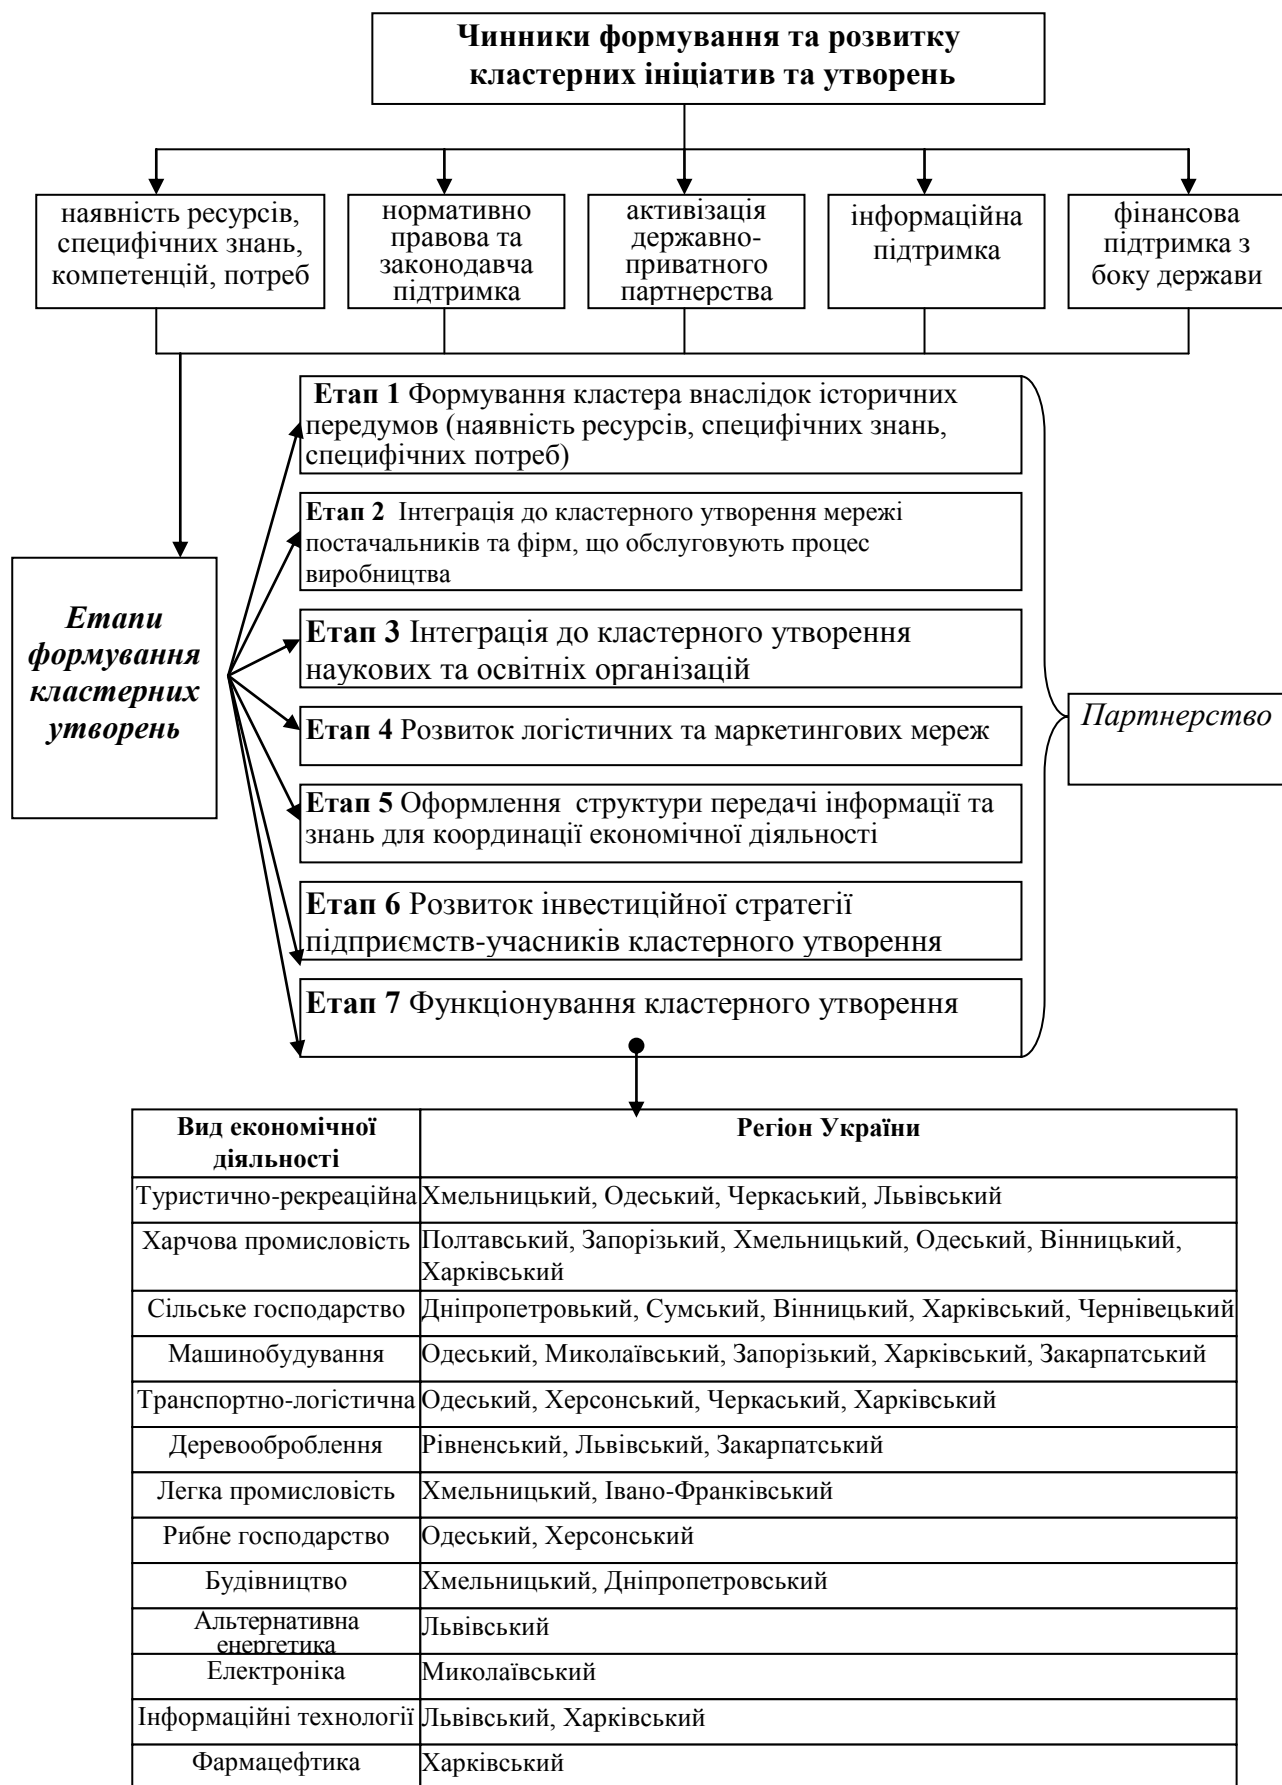 Чинники формування та розвитку
кластерних ініціатив та утворень
наявність ресурсів,
специфічних знань,
компетенцій, потреб
нормативно
правова та
законодавча
підтримка
активізація
державно-
приватного
партнерства
інформаційна
підтримка
фінансова
підтримка з
боку держави
Етап 1 Формування кластера внаслідок історичних
передумов (наявність ресурсів, специфічних знань,
специфічних потреб)
Етап 2 Інтеграція до кластерного утворення мережі
постачальників та фірм, що обслуговують процес
виробництва
Етапи
формування
кластерних
утворень
Етап 3 Інтеграція до кластерного утворення
наукових та освітніх організацій
Етап 4 Розвиток логістичних та маркетингових мереж
Партнерство
Етап 5 Оформлення структури передачі інформації та
знань для координації економічної діяльності
Етап 6 Розвиток інвестиційної стратегії
підприємств-учасників кластерного утворення
Етап 7 Функціонування кластерного утворення
Вид економічної
діяльності
Регіон України
Туристично-рекреаційна
Хмельницький, Одеський, Черкаський, Львівський
Харчова промисловість
Полтавський, Запорізький, Хмельницький, Одеський, Вінницький,
Харківський
Сільське господарство
Дніпропетровький, Сумський, Вінницький, Харківський, Чернівецький
Машинобудування
Одеський, Миколаївський, Запорізький, Харківський, Закарпатський
Транспортно-логістична
Одеський, Херсонський, Черкаський, Харківський
Деревооброблення
Рівненський, Львівський, Закарпатський
Легка промисловість
Хмельницький, Івано-Франківський
Рибне господарство
Одеський, Херсонський
Будівництво
Хмельницький, Дніпропетровський
Альтернативна
енергетика
Львівський
Електроніка
Миколаївський
Інформаційні технології
Львівський, Харківський
Фармацефтика
Харківський